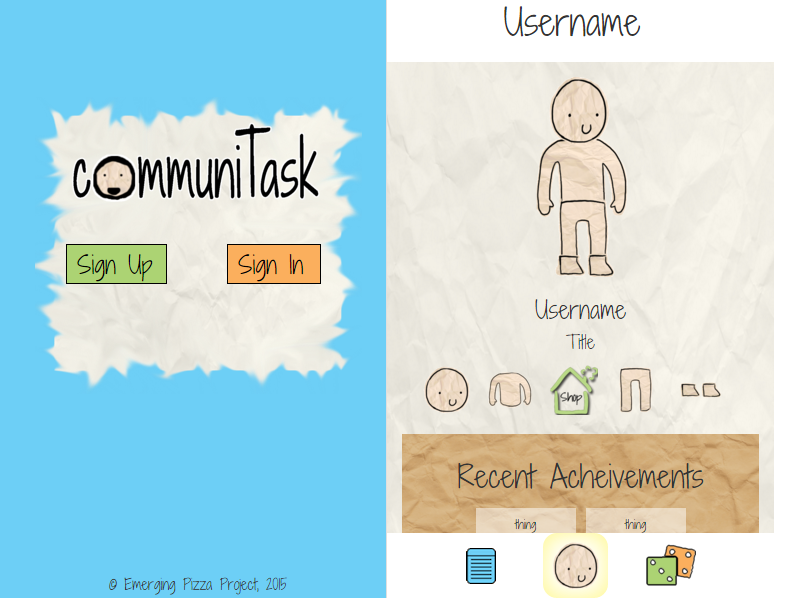 communiTask
Sign Up
Sign In
© Emerging Pizza Project, 2015
Username
Username
Title
Shop
Recent Acheivements
thing
thing